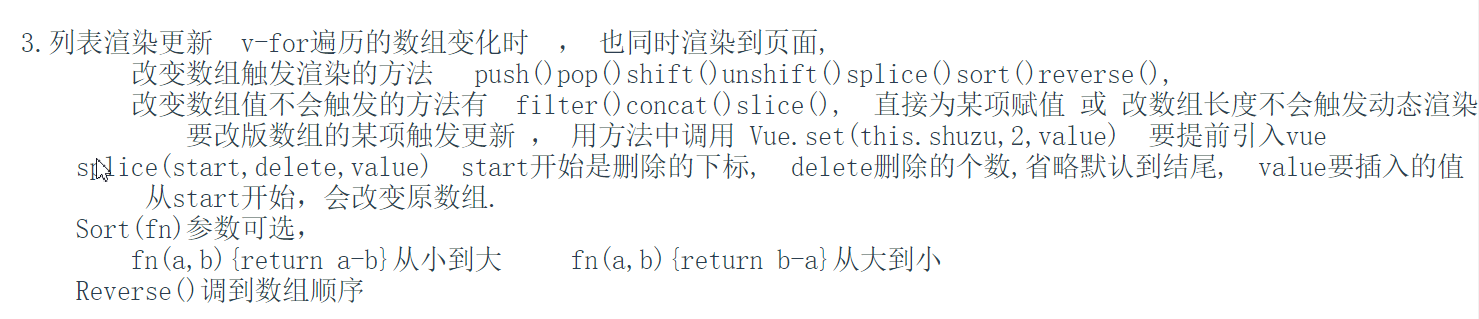 3.列表渲染更新  v-for遍历的数组变化时 , 也同时渲染到页面,
改变数组触发渲染的方法  push()pop()shift()unshift()splice()sort()reverse(),
改变数组值不会触发的方法有  filter()concat()slice(),  直接为某项赋值 或 改数组长度不会触发动态渲染
要改版数组的某项触发更新 , 用方法中调用 Vue.set(this.shuzu,2,value)  要提前引入vue
splice(start,delete,value)  start开始是删除的下标,  delete删除的个数,省略默认到结尾,  value要插入的值
从start开始, 会改变原数组.
Sort(fn)参数可选,
fn(a,b){return a-b}从小到大    fn(a,b){return b-a}从大到小
Reverse()调到数组顺序